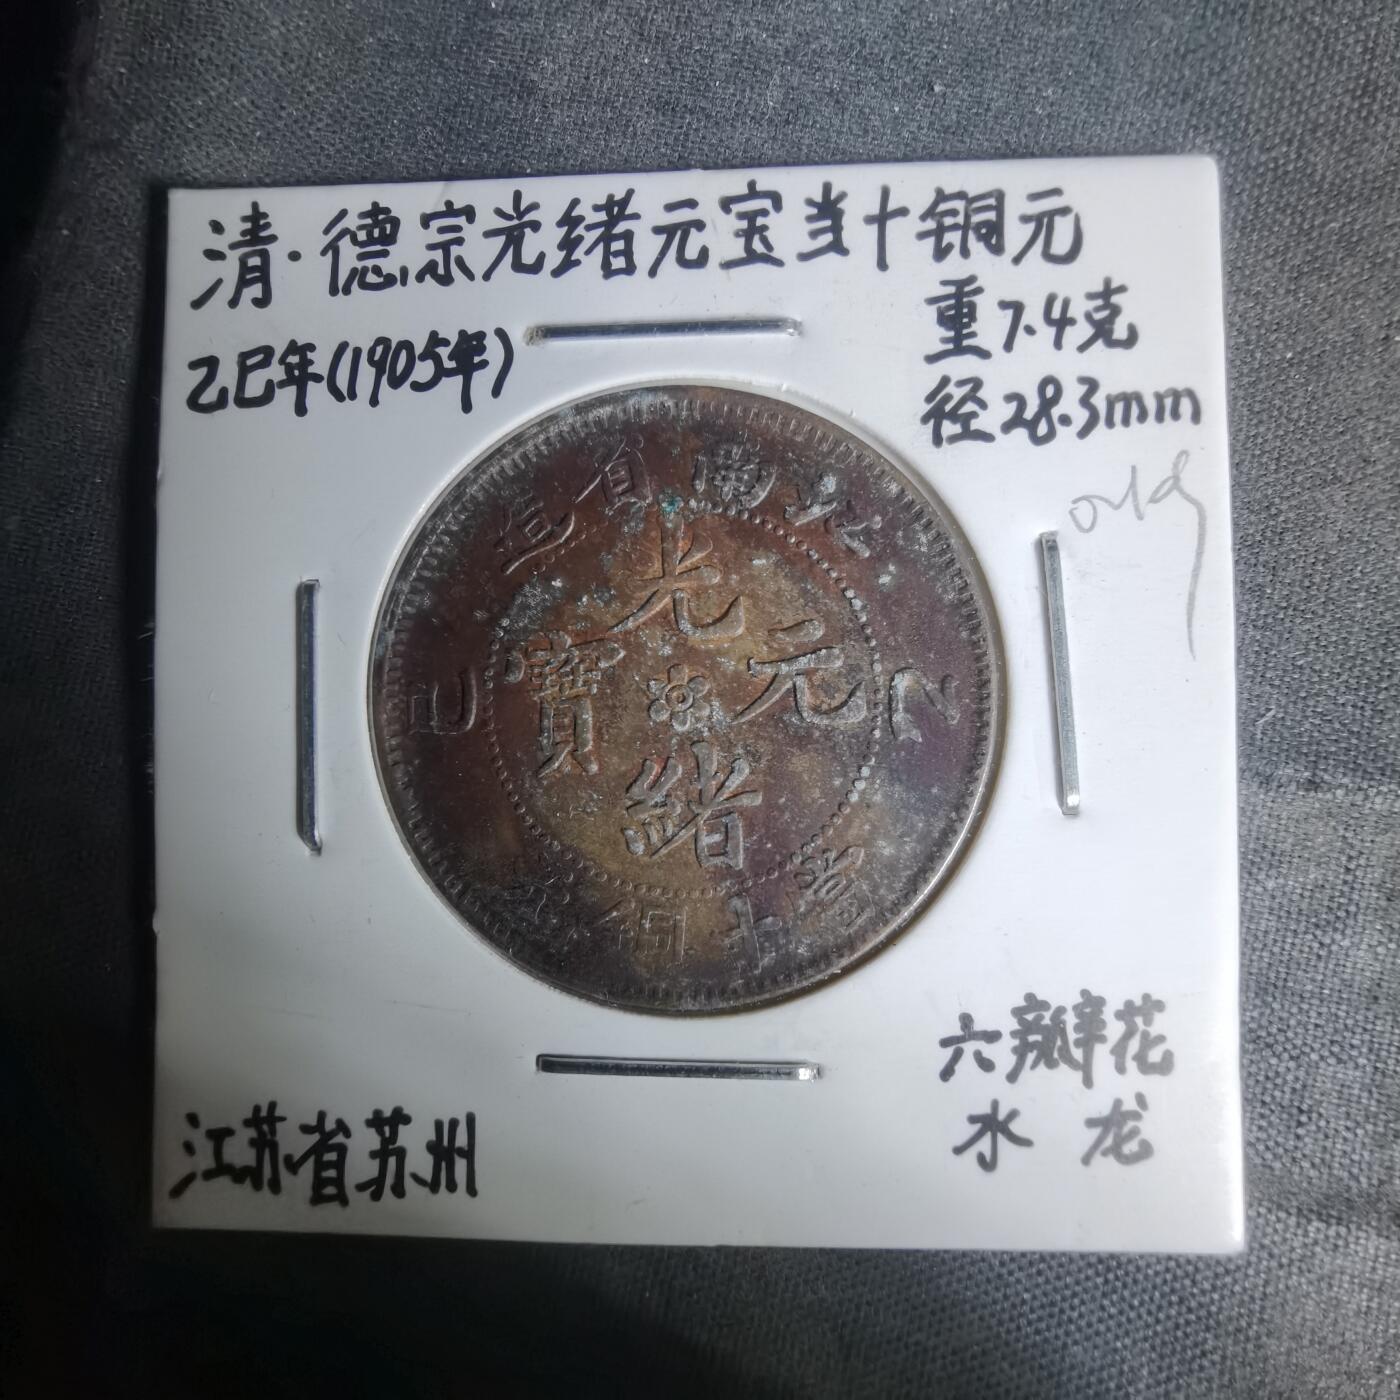 清·德宗光绪元宝当十铜元
重7.4克
乙巳年(1905年)
径28.3mm
江南省造
光緒元寶
乙巳
當十銅
六瓣花
水龙
江苏省苏州